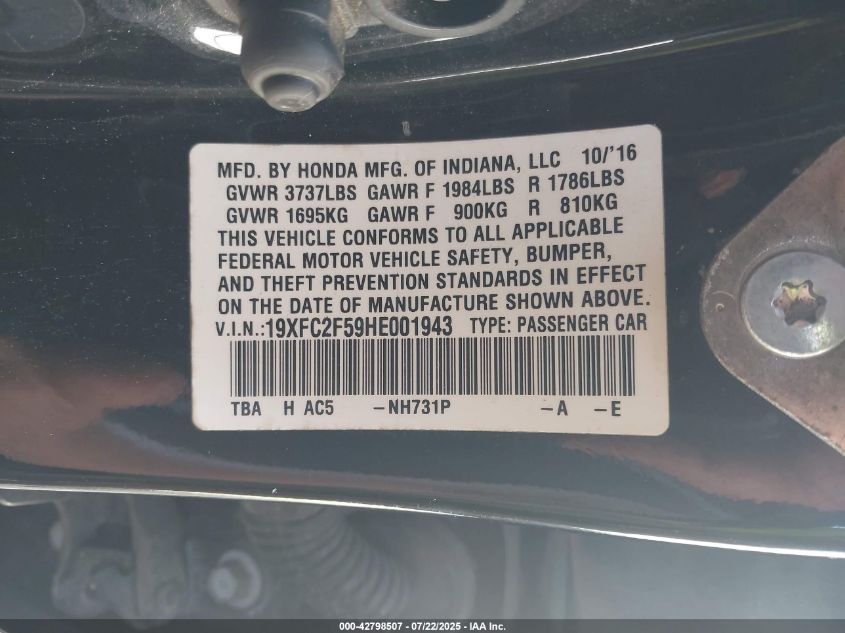 MFD. BY HONDA MFG. OF INDIANA, LLC 10/'16
GVWR 3737LBS GAWR F 1984LBS R 1786LBS
GVWR 1695KG GAWR F 900KG R 810KG
THIS VEHICLE CONFORMS TO ALL APPLICABLE
FEDERAL MOTOR VEHICLE SAFETY, BUMPER,
AND THEFT PREVENTION STANDARDS IN EFFECT
ON THE DATE OF MANUFACTURE SHOWN ABOVE.
V.I.N.:19XFC2F59HE001943 TYPE: PASSENGER CAR
TBA H AC5 -NH731P -A -E
000-42798507 - 07/22/2025 - IAA Inc.